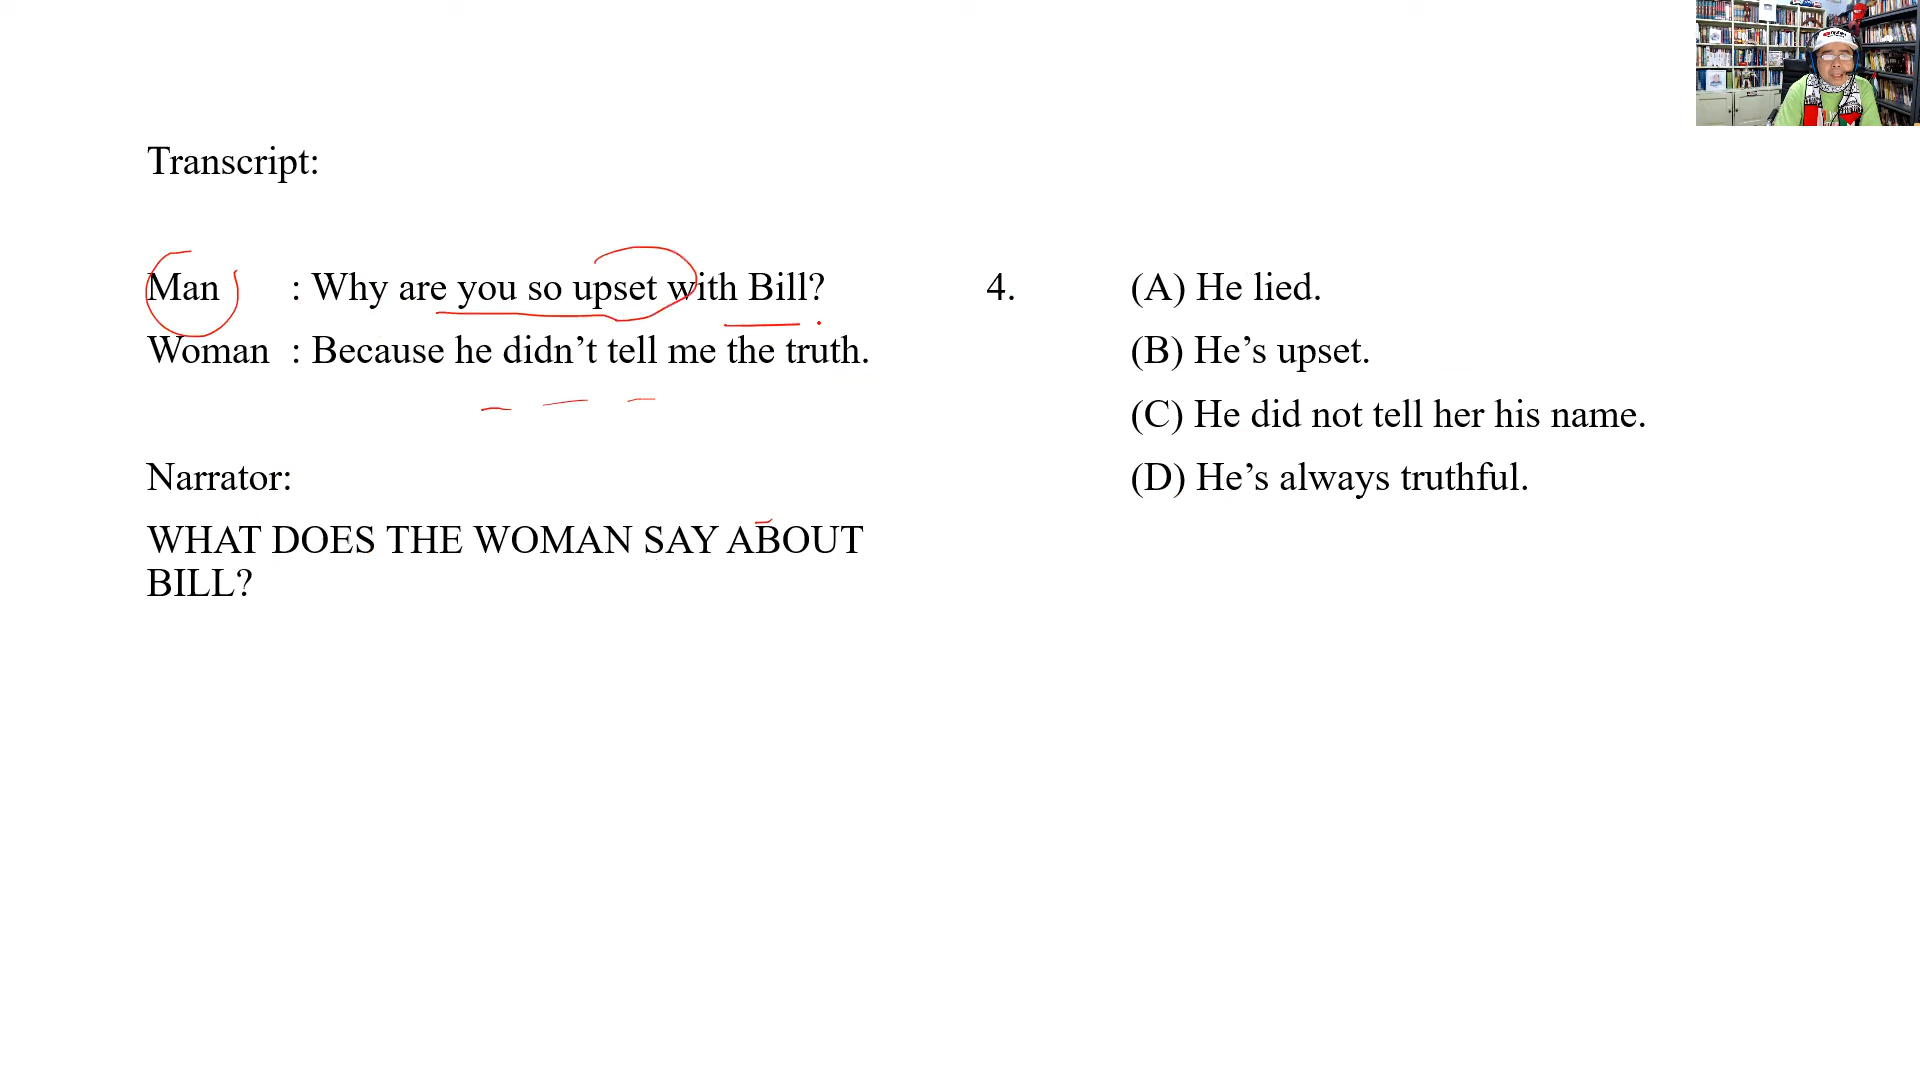 Transcript:
Man : Why are you so upset with Bill?
Woman : Because he didn’t tell me the truth.
Narrator:
WHAT DOES THE WOMAN SAY ABOUT
BILL?
4. (A) He lied.
(B) He’s upset.
(C) He did not tell her his name.
(D) He’s always truthful.